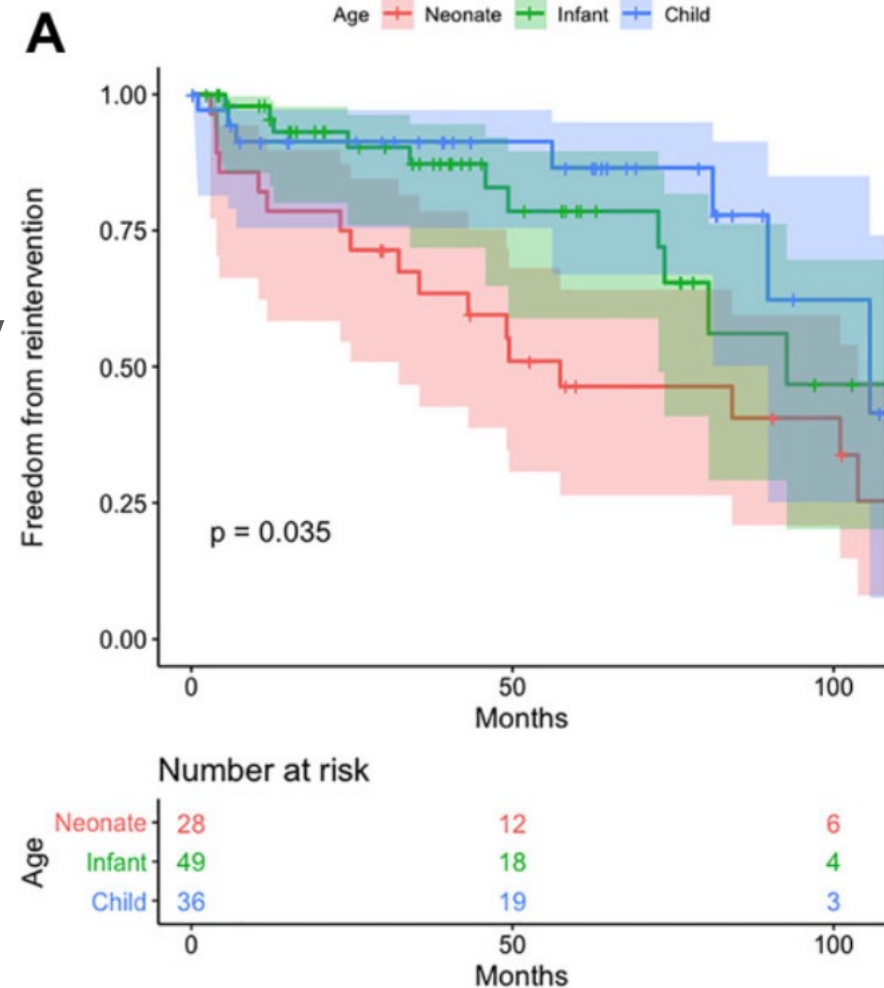 A
Age Neonate Infant Child
Freedom from reintervention
1.00
0.75
0.50
0.25
0.00
p = 0.035
0 50 100
Months
Number at risk
Age
Neonate 28 12 6
Infant 49 18 4
Child 36 19 3
0 50 100
Months